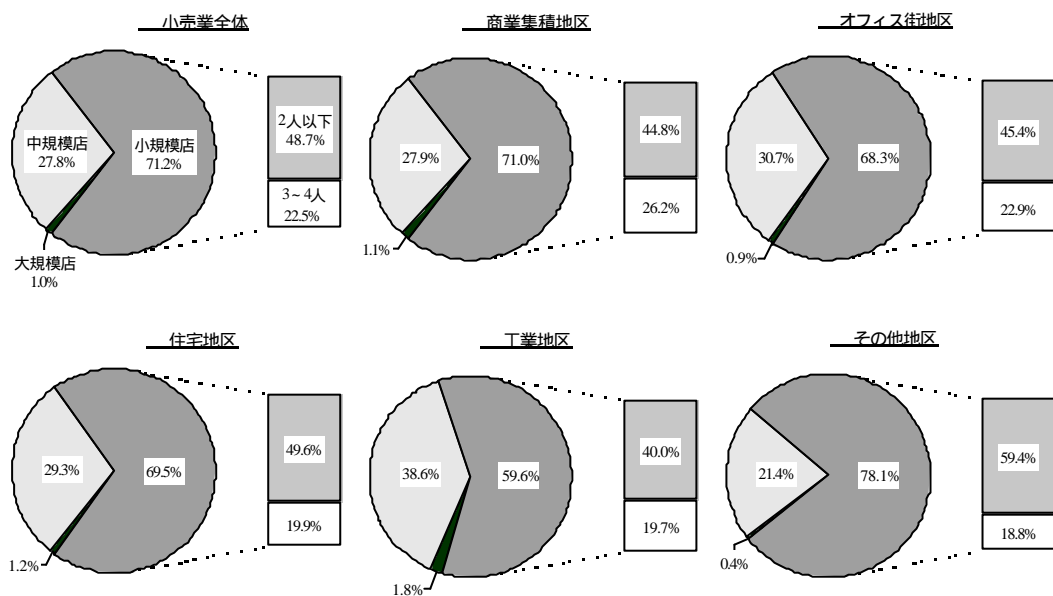 小売業全体
中規模店
27.8%
小規模店
71.2%
2人以下
48.7%
3~4人
22.5%
大規模店
1.0%
商業集積地区
27.9%
71.0%
44.8%
26.2%
1.1%
オフィス街地区
30.7%
68.3%
45.4%
22.9%
0.9%
住宅地区
29.3%
69.5%
49.6%
19.9%
1.2%
工業地区
38.6%
59.6%
40.0%
19.7%
1.8%
その他地区
21.4%
78.1%
59.4%
18.8%
0.4%